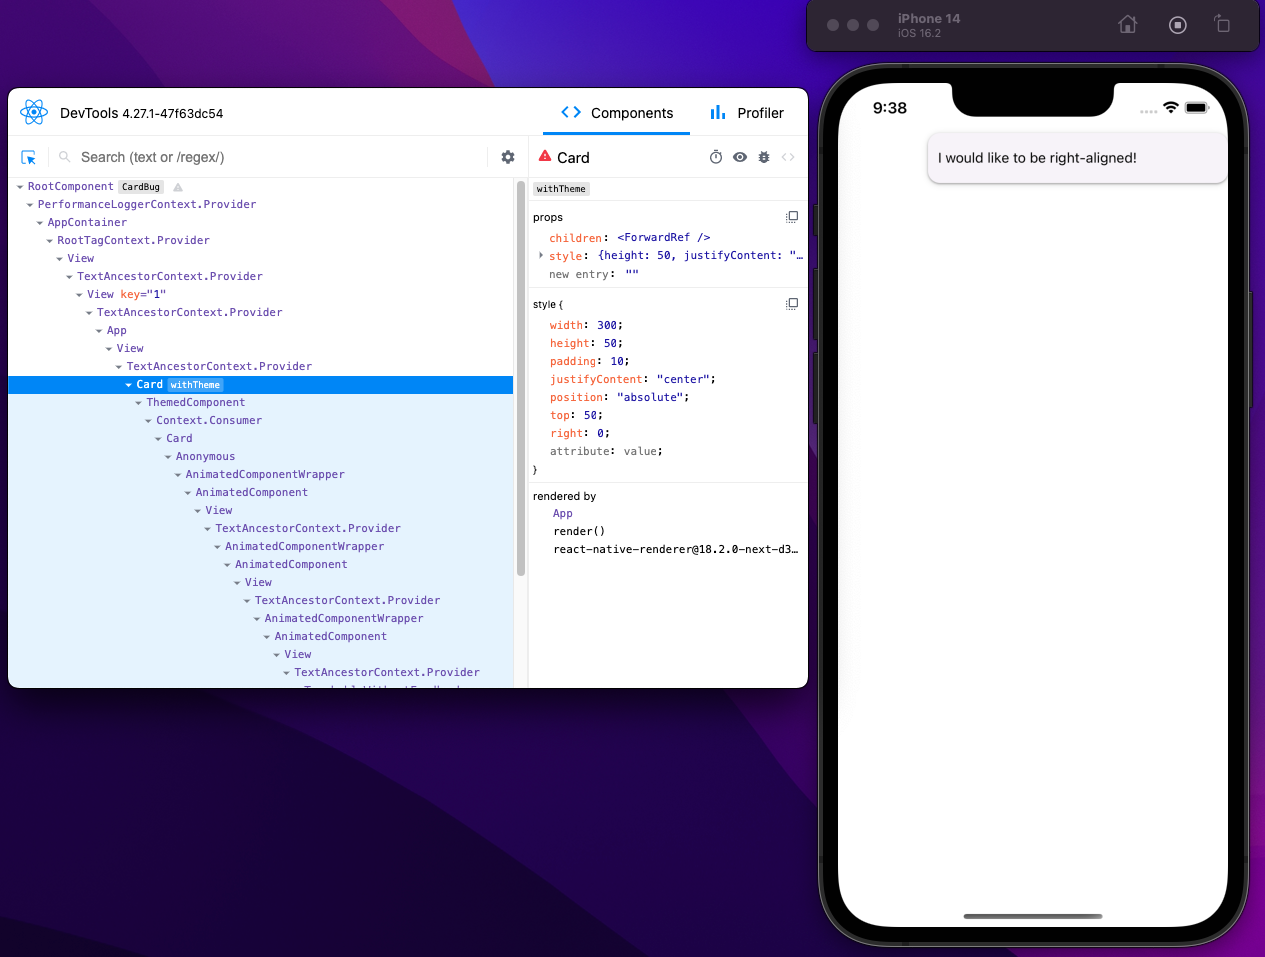 iPhone 14
iOS 16.2
DevTools 4.27.1-47f63dc54
Components
Profiler
Search (text or /regex/)
RootComponent CardBug
PerformanceLoggerContext.Provider
AppContainer
RootTagContext.Provider
View
TextAncestorContext.Provider
View key="1"
TextAncestorContext.Provider
App
View
TextAncestorContext.Provider
Card withTheme
ThemedComponent
Context.Consumer
Card
Anonymous
AnimatedComponentWrapper
AnimatedComponent
View
TextAncestorContext.Provider
AnimatedComponentWrapper
AnimatedComponent
View
TextAncestorContext.Provider
AnimatedComponentWrapper
AnimatedComponent
View
TextAncestorContext.Provider
Card
withTheme
props
children: <ForwardRef />
style: {height: 50, justifyContent: "…
new entry: ""
style {
width: 300;
height: 50;
padding: 10;
justifyContent: "center";
position: "absolute";
top: 50;
right: 0;
attribute: value;
}
rendered by
App
render()
react-native-renderer@18.2.0-next-d3…
9:38
I would like to be right-aligned!